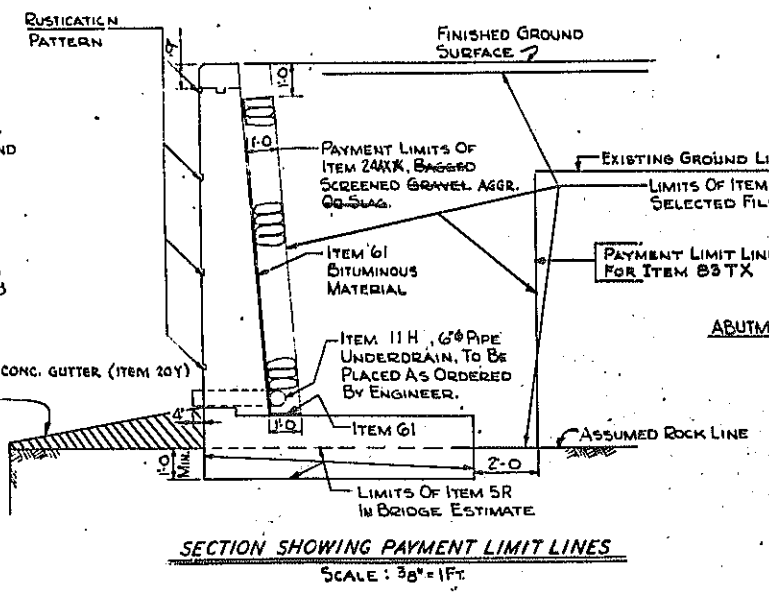 RUSTICATION
PATTERN
FINISHED GROUND
SURFACE
1'-0
PAYMENT LIMITS OF
ITEM 24XX, BAGGED
SCREENED GRAVEL AGGR.
OR SLAG.
1'-0
EXISTING GROUND LI
LIMITS OF ITEM
SELECTED FIL
ITEM 61
BITUMINOUS
MATERIAL
PAYMENT LIMIT LIN
FOR ITEM 83 TX
ABUTM
ITEM 11H, 6"Φ PIPE
UNDERDRAIN, TO BE
PLACED AS ORDERED
BY ENGINEER.
CONC. GUTTER (ITEM 20Y)
4"
1'-0
ITEM 61
ASSUMED ROCK LINE
1'-0
MIN.
2'-0
LIMITS OF ITEM 5R
IN BRIDGE ESTIMATE
SECTION SHOWING PAYMENT LIMIT LINES
SCALE: 3/8"=1FT.